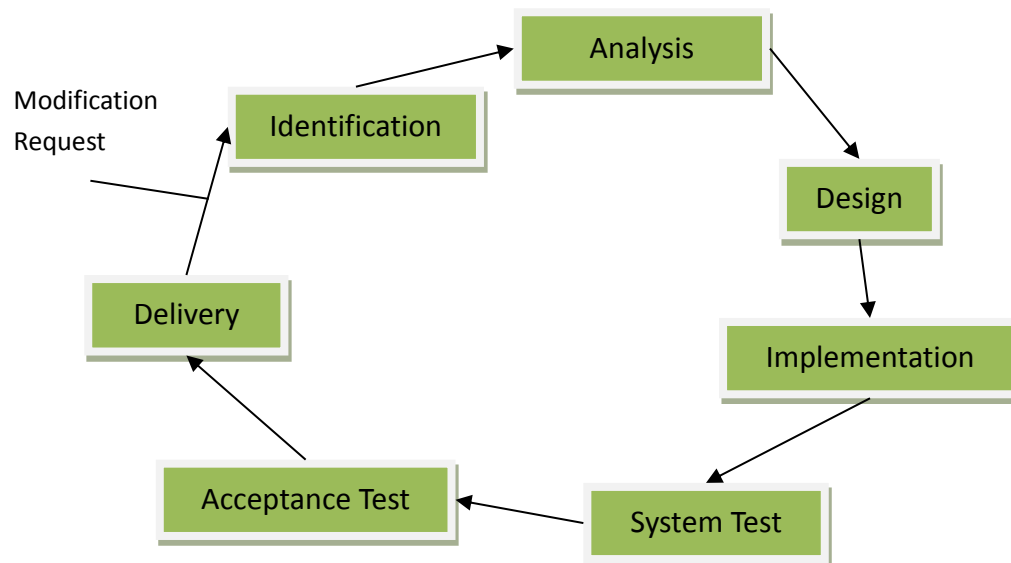 Modification
Request
Identification
Analysis
Design
Implementation
System Test
Acceptance Test
Delivery